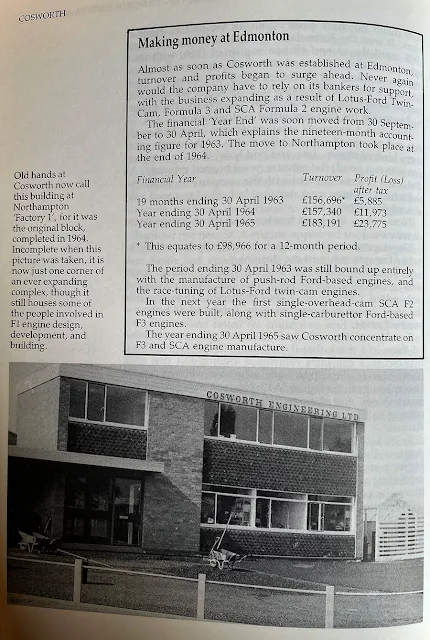 COSWORTH
Making money at Edmonton
Almost as soon as Cosworth was established at Edmonton,
turnover and profits began to surge ahead. Never again
would the company have to rely on its bankers for support,
with the business expanding as a result of Lotus-Ford Twin-
Cam, Formula 3 and SCA Formula 2 engine work.
The financial 'Year End' was soon moved from 30 Septem-
ber to 30 April, which explains the nineteen-month account-
ing figure for 1963. The move to Northampton took place at
the end of 1964.
Financial Year Turnover Profit (Loss)
after tax
19 months ending 30 April 1963 £156,696* £5,885
Year ending 30 April 1964 £157,340 £11,973
Year ending 30 April 1965 £183,191 £23,775
* This equates to £98,966 for a 12-month period.
The period ending 30 April 1963 was still bound up entirely
with the manufacture of push-rod Ford-based engines, and
the race-tuning of Lotus-Ford twin-cam engines.
In the next year the first single-overhead-cam SCA F2
engines were built, along with single-carburettor Ford-based
F3 engines.
The year ending 30 April 1965 saw Cosworth concentrate on
F3 and SCA engine manufacture.
Old hands at
Cosworth now call
this building at
Northampton
'Factory 1', for it was
the original block,
completed in 1964.
Incomplete when this
picture was taken, it is
now just one corner of
an ever expanding
complex, though it
still houses some of
the people involved in
F1 engine design,
development, and
building.
COSWORTH ENGINEERING LTD